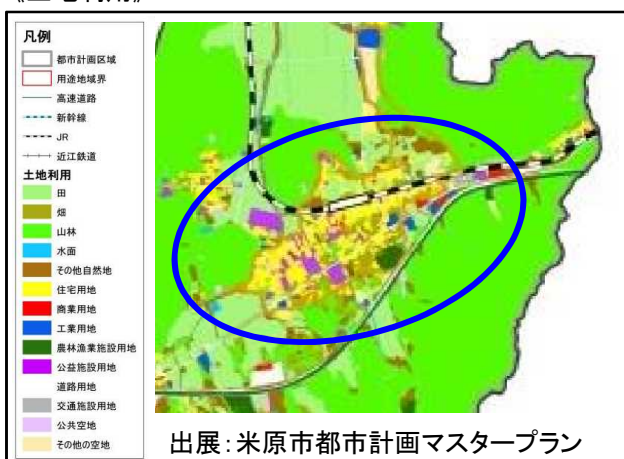 凡例
都市計画区域
用途地域界
高速道路
新幹線
JR
近江鉄道
土地利用
田
畑
山林
水面
その他自然地
住宅用地
商業用地
工業用地
農林漁業施設用地
公益施設用地
道路用地
交通施設用地
公共空地
その他の空地
出展：米原市都市計画マスタープラン